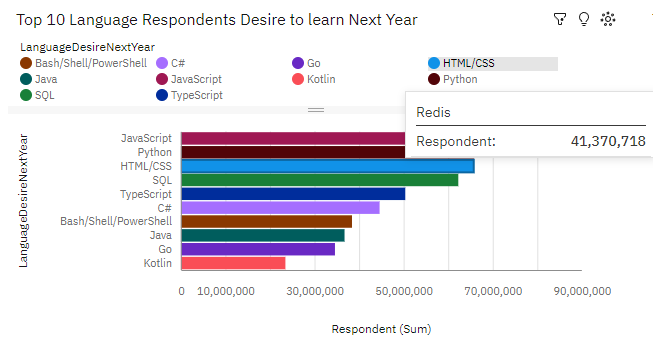 Top 10 Language Respondents Desire to learn Next Year
LanguageDesireNextYear
Bash/Shell/PowerShell C# Go HTML/CSS
Java JavaScript Kotlin Python
SQL TypeScript
Redis
Respondent: 41,370,718
LanguageDesireNextYear
JavaScript
Python
HTML/CSS
SQL
TypeScript
C#
Bash/Shell/PowerShell
Java
Go
Kotlin
0 10,000,000 30,000,000 50,000,000 70,000,000 90,000,000
Respondent (Sum)